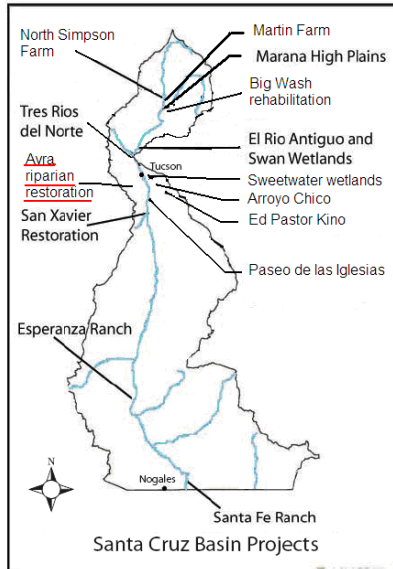 North Simpson
Farm
Martin Farm
Marana High Plains
Big Wash
rehabilitation
Tres Rios
del Norte
El Rio Antiguo and
Swan Wetlands
Avra
riparian
restoration
Tucson
Sweetwater wetlands
Arroyo Chico
Ed Pastor Kino
San Xavier
Restoration
Paseo de las Iglesias
Esperanza Ranch
N
Nogales
Santa Fe Ranch
Santa Cruz Basin Projects